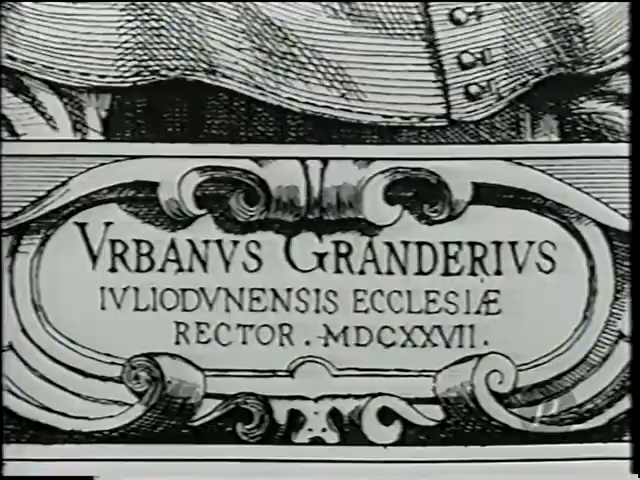 VRBANVS GRANDERIVS
IVLIODVNENSIS ECCLESIÆ
RECTOR. MDCXXVII.